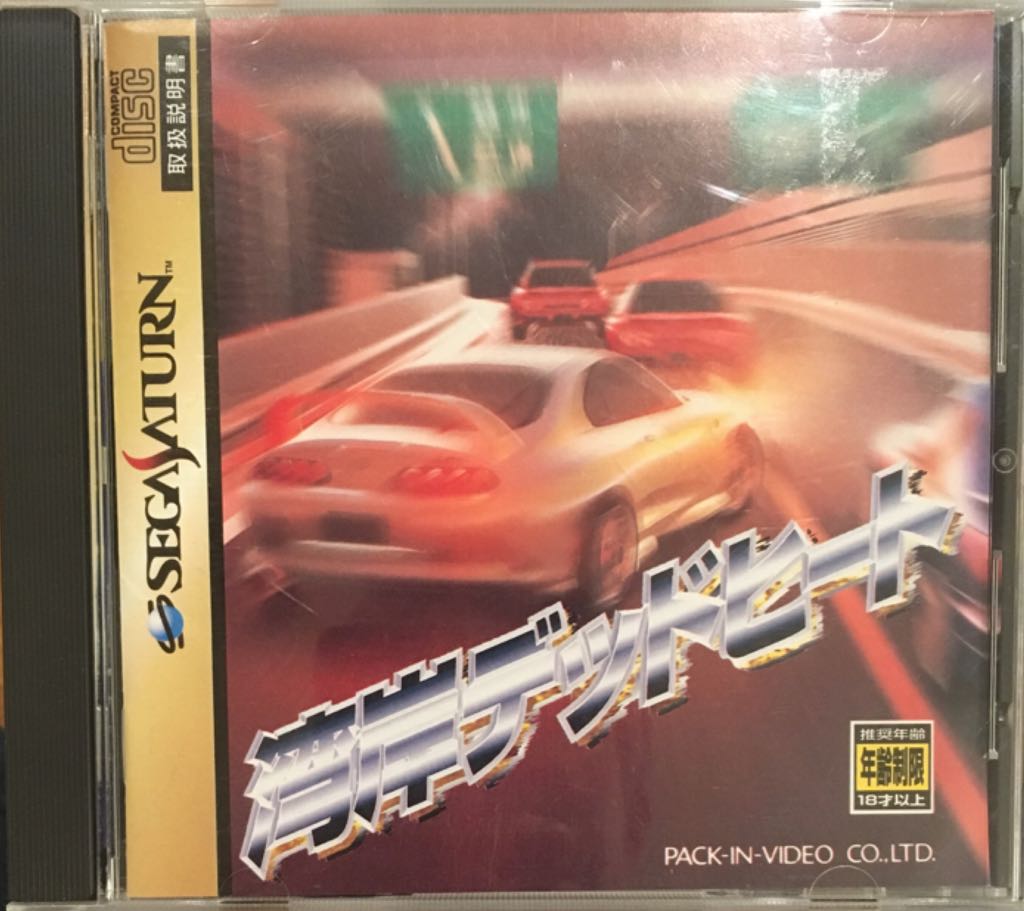 COMPACT
disc
取扱説明書
SEGA SATURN™
湾岸デッドヒート
推奨年齢
年齢制限
18才以上
PACK-IN-VIDEO CO.,LTD.